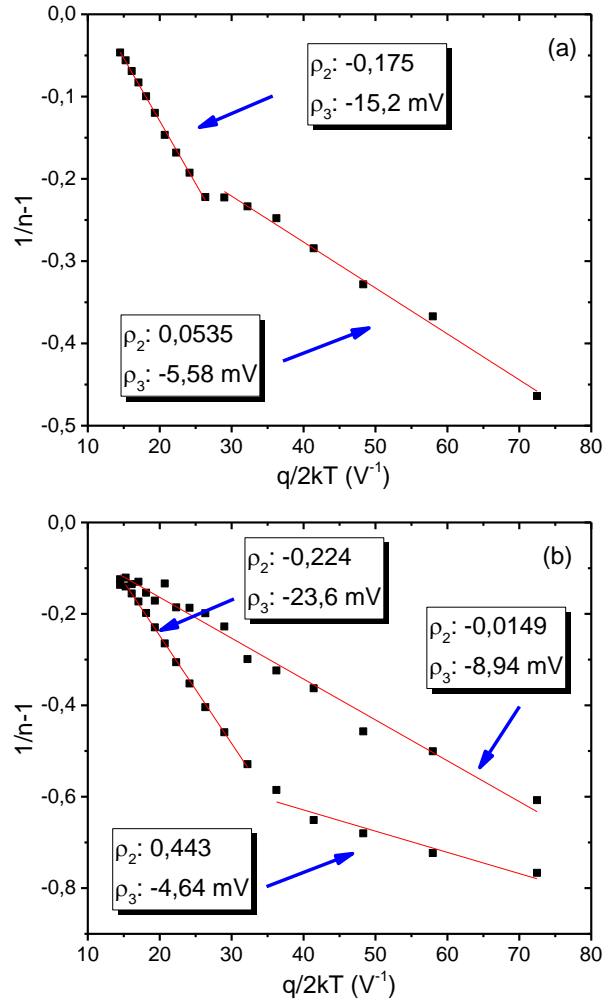 (a)
ρ2: -0,175
ρ3: -15,2 mV
ρ2: 0,0535
ρ3: -5,58 mV
0,0
-0,1
-0,2
-0,3
-0,4
-0,5
1/n-1
10 20 30 40 50 60 70 80
q/2kT (V-1)
(b)
ρ2: -0,224
ρ3: -23,6 mV
ρ2: -0,0149
ρ3: -8,94 mV
ρ2: 0,443
ρ3: -4,64 mV
0,0
-0,2
-0,4
-0,6
-0,8
1/n-1
10 20 30 40 50 60 70 80
q/2kT (V-1)